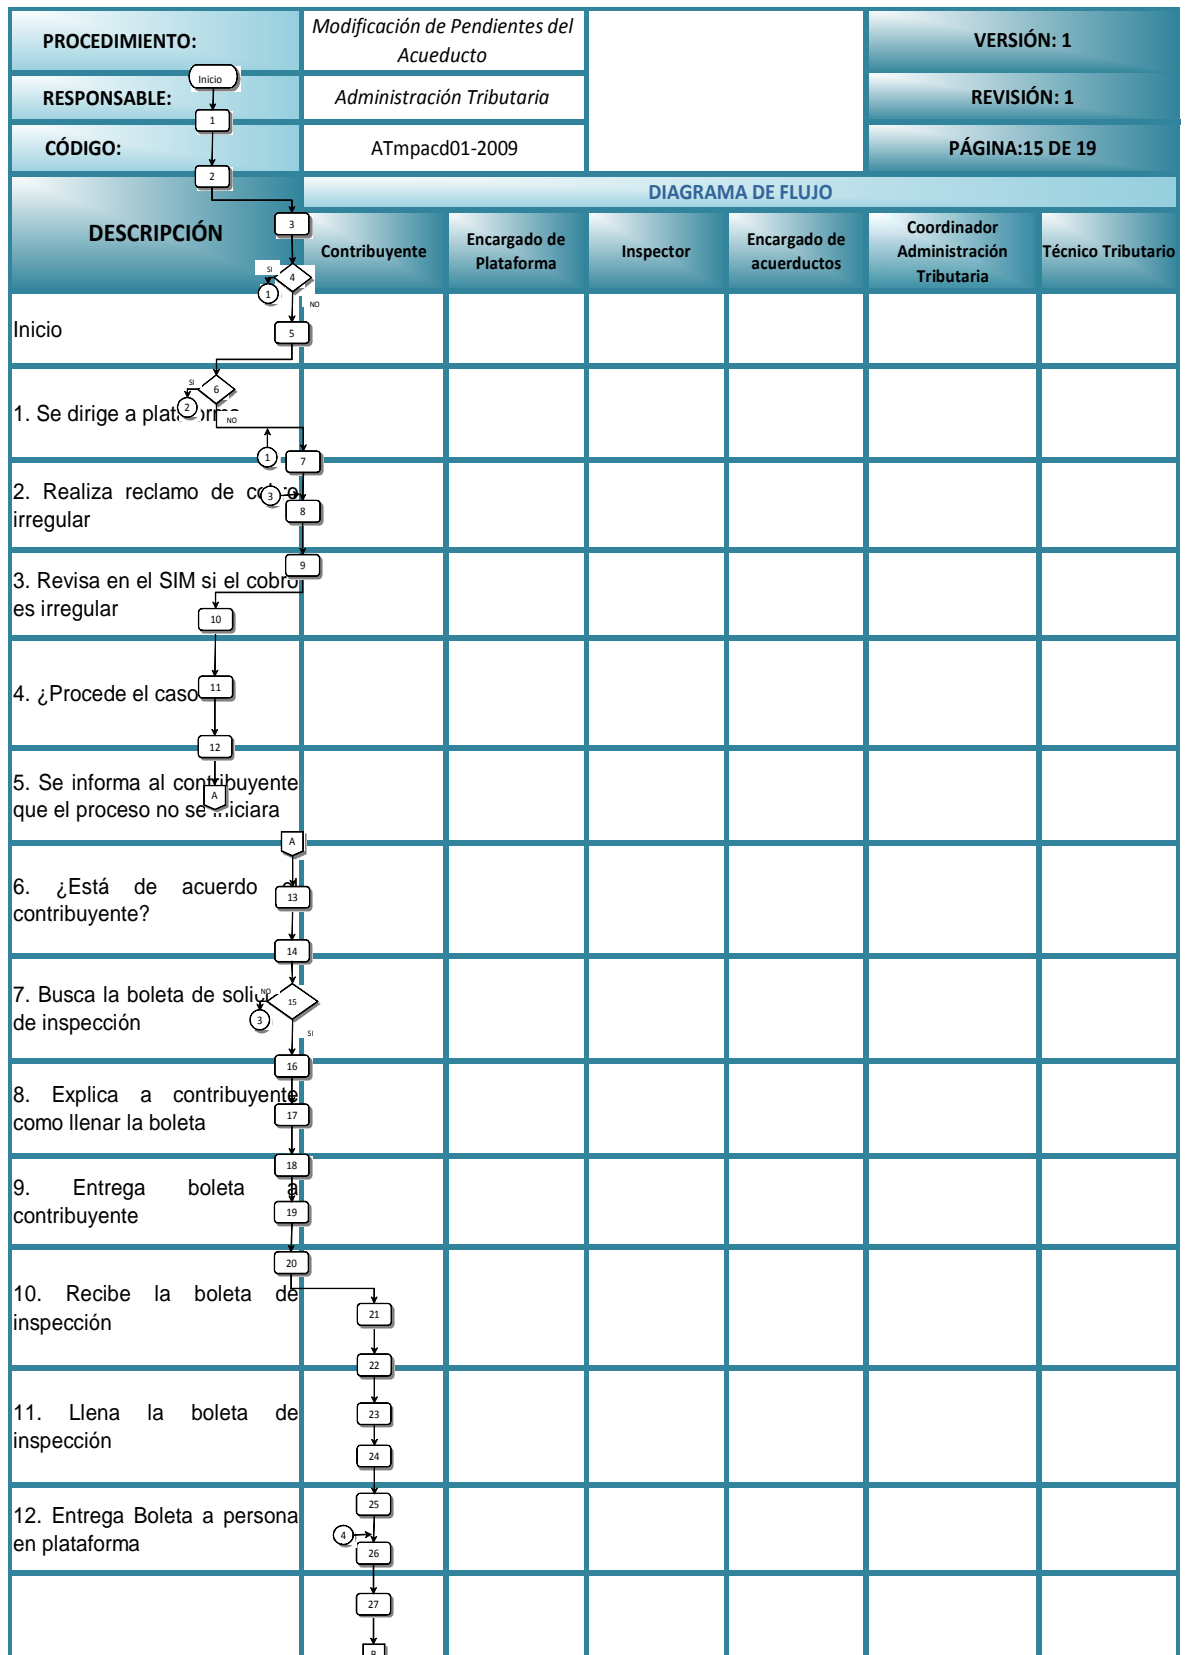 PROCEDIMIENTO:
Modificación de Pendientes del
Acueducto
VERSIÓN: 1
RESPONSABLE:
Administración Tributaria
REVISIÓN: 1
CÓDIGO:
ATmpacd01-2009
PÁGINA:15 DE 19
DESCRIPCIÓN
DIAGRAMA DE FLUJO
Contribuyente
Encargado de
Plataforma
Inspector
Encargado de
acuerductos
Coordinador
Administración
Tributaria
Técnico Tributario
Inicio
1
2
3
4
SI
1
NO
Inicio
5
6
SI
2
NO
1. Se dirige a plataforma
1
7
2. Realiza reclamo de cobro
irregular
3
8
9
3. Revisa en el SIM si el cobro
es irregular
10
4. ¿Procede el caso
11
12
5. Se informa al contribuyente
que el proceso no se iniciara
A
A
6. ¿Está de acuerdo el
contribuyente?
13
14
7. Busca la boleta de solici
de inspección
NO
15
3
SI
16
8. Explica a contribuyente
como llenar la boleta
17
18
9. Entrega boleta a
contribuyente
19
20
10. Recibe la boleta de
inspección
21
22
11. Llena la boleta de
inspección
23
24
12. Entrega Boleta a persona
en plataforma
25
4
26
27
B